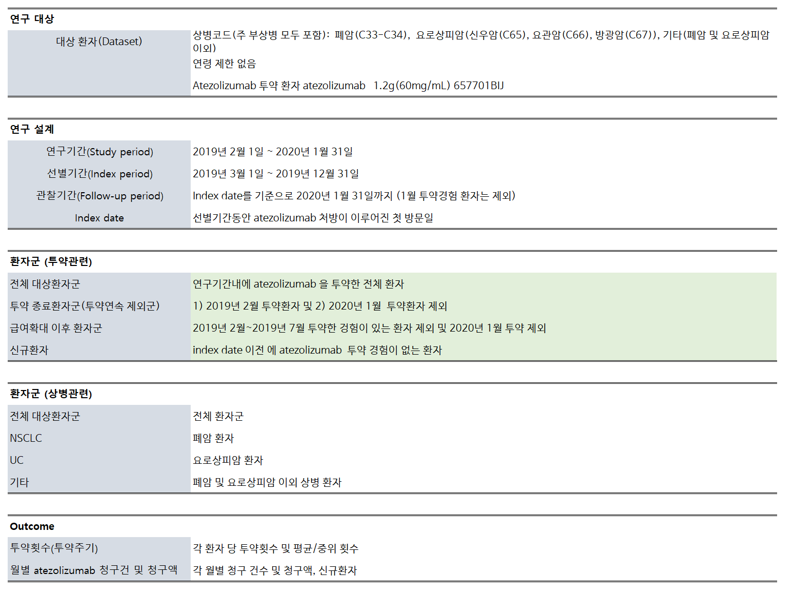 연구 대상
대상 환자(Dataset)
상병코드(주 부상병 모두 포함): 폐암(C33-C34), 요로상피암(신우암(C65), 요관암(C66), 방광암(C67)), 기타(폐암 및 요로상피암
이외)
연령 제한 없음
Atezolizumab 투약 환자 atezolizumab 1.2g(60mg/mL) 657701BIJ
연구 설계
연구기간(Study period) 2019년 2월 1일 ~ 2020년 1월 31일
선별기간(Index period) 2019년 3월 1일 ~ 2019년 12월 31일
관찰기간(Follow-up period) Index date를 기준으로 2020년 1월 31일까지 (1월 투약경험 환자는 제외)
Index date 선별기간동안 atezolizumab 처방이 이루어진 첫 방문일
환자군 (투약관련)
전체 대상환자군 연구기간내에 atezolizumab 을 투약한 전체 환자
투약 종료환자군(투약연속 제외군) 1) 2019년 2월 투약환자 및 2) 2020년 1월 투약환자 제외
급여확대 이후 환자군 2019년 2월~2019년 7월 투약한 경험이 있는 환자 제외 및 2020년 1월 투약 제외
신규환자 index date 이전 에 atezolizumab 투약 경험이 없는 환자
환자군 (상병관련)
전체 대상환자군 전체 환자군
NSCLC 폐암 환자
UC 요로상피암 환자
기타 폐암 및 요로상피암 이외 상병 환자
Outcome
투약횟수(투약주기) 각 환자 당 투약횟수 및 평균/중위 횟수
월별 atezolizumab 청구건 및 청구액 각 월별 청구 건수 및 청구액, 신규환자